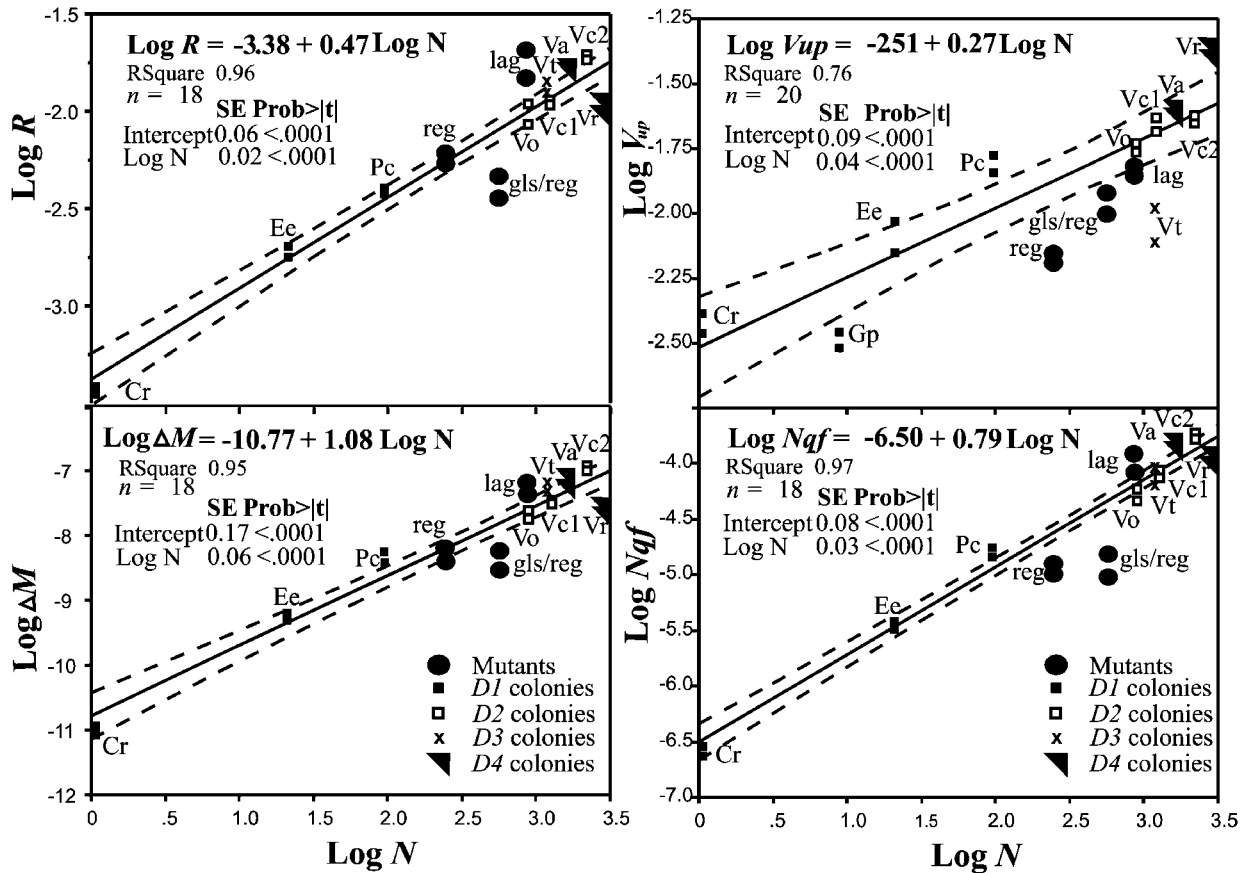 Log R = -3.38 + 0.47 Log N
RSquare 0.96
n = 18
SE Prob>|t|
Intercept 0.06 <.0001
Log N 0.02 <.0001
Log R
-1.5
-2.0
-2.5
-3.0
Cr
Ee
Pc
reg
gls/reg
lag
Va
Vt
Vc2
Vc1
Vo
Vr
Log Vup = -251 + 0.27 Log N
RSquare 0.76
n = 20
SE Prob>|t|
Intercept 0.09 <.0001
Log N 0.04 <.0001
Log Vup
-1.25
-1.50
-1.75
-2.00
-2.25
-2.50
Cr
Gp
Ee
Pc
reg
gls/reg
lag
Vt
Vo
Vc1
Va
Vr
Vc2
Log ΔM = -10.77 + 1.08 Log N
RSquare 0.95
n = 18
SE Prob>|t|
Intercept 0.17 <.0001
Log N 0.06 <.0001
Log ΔM
-7
-8
-9
-10
-11
-12
Cr
Ee
Pc
reg
gls/reg
lag
Vt
Va
Vc2
Vo
Vc1
Vr
Mutants
D1 colonies
D2 colonies
D3 colonies
D4 colonies
0 .5 1.0 1.5 2.0 2.5 3.0 3.5
Log N
Log Nqf = -6.50 + 0.79 Log N
RSquare 0.97
n = 18
SE Prob>|t|
Intercept 0.08 <.0001
Log N 0.03 <.0001
Log Nqf
-4.0
-4.5
-5.0
-5.5
-6.0
-6.5
-7.0
Cr
Ee
Pc
reg
gls/reg
lag
Va
Vc2
Vr
Vc1
Vt
Vo
Mutants
D1 colonies
D2 colonies
D3 colonies
D4 colonies
0 .5 1.0 1.5 2.0 2.5 3.0 3.5
Log N